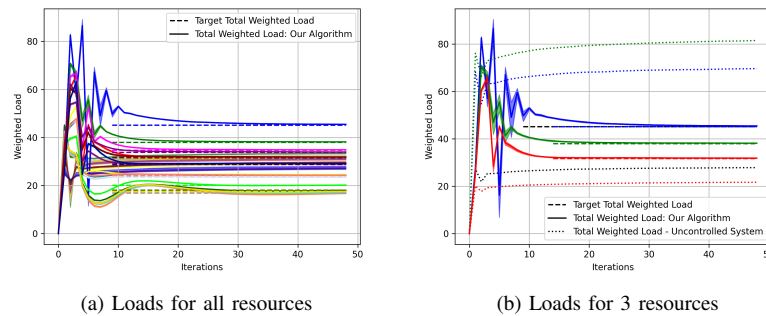 Target Total Weighted Load
Total Weighted Load: Our Algorithm
80
60
40
20
0
Weighted Load
0
10
20
30
40
50
Iterations
(a) Loads for all resources
80
60
40
20
0
Weighted Load
Target Total Weighted Load
Total Weighted Load: Our Algorithm
Total Weighted Load - Uncontrolled System
0
10
20
30
40
Iterations
(b) Loads for 3 resources